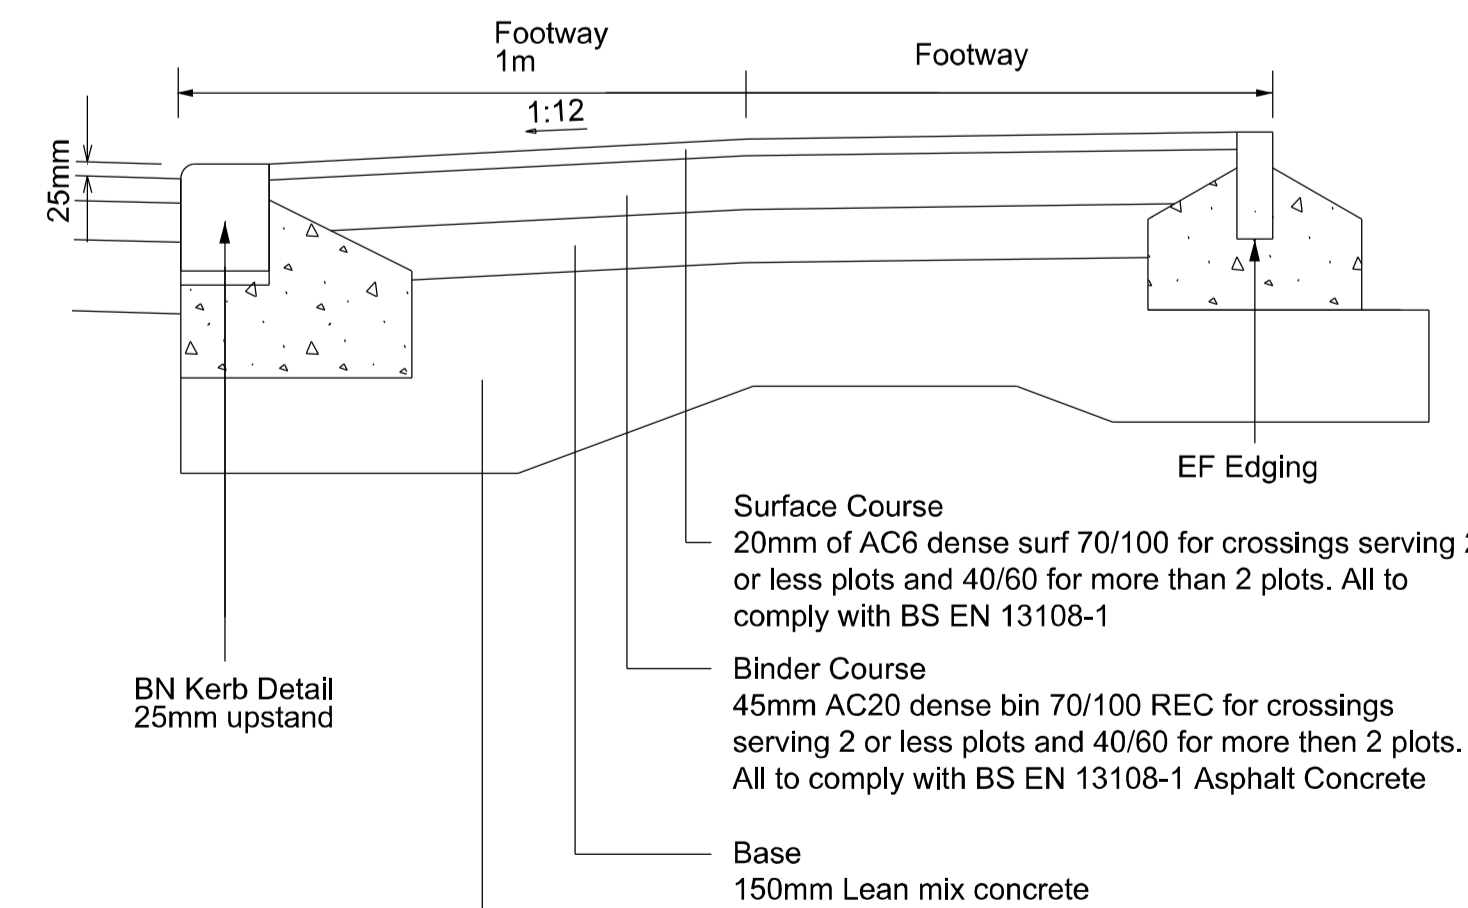 Footway
1m
Footway
1:12
25mm
EF Edging
Surface Course
20mm of AC6 dense surf 70/100 for crossings serving
or less plots and 40/60 for more than 2 plots. All to
comply with BS EN 13108-1
BN Kerb Detail
25mm upstand
Binder Course
45mm AC20 dense bin 70/100 REC for crossings
serving 2 or less plots and 40/60 for more then 2 plots.
All to comply with BS EN 13108-1 Asphalt Concrete
Base
150mm Lean mix concrete